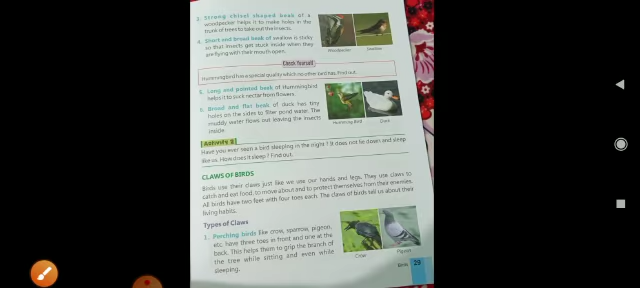 3. Strong chisel shaped beak of a
woodpecker helps it to make holes in the
trunk of trees to take out the insects.
4. Short and broad beak of swallow is sticky
so that insects get stuck inside when they
are flying with their mouth open.
Woodpecker
Swallow
Check Yourself
Hummingbird has a special quality which no other bird has. Find out.
5. Long and pointed beak of Hummingbird
helps it to suck nectar from flowers.
6. Broad and flat beak of duck has tiny
holes on the sides to filter pond water. The
muddy water flows out leaving the insects
inside.
Humming Bird
Duck
Activity
Have you ever seen a bird sleeping in the night? It does not lie down and sleep
like us. How does it sleep? Find out.
CLAWS OF BIRDS
Birds use their claws just like we use our hands and legs. They use claws to
catch and eat food, to move about and to protect themselves from their enemies.
All birds have two feet with four toes each. The claws of birds tell us about their
living habits.
Types of Claws
1. Perching birds like crow, sparrow, pigeon,
etc. have three toes in front and one at the
back. This helps them to grip the branch of
the tree while sitting and even while
sleeping.
Crow
Pigeon
Birds 29